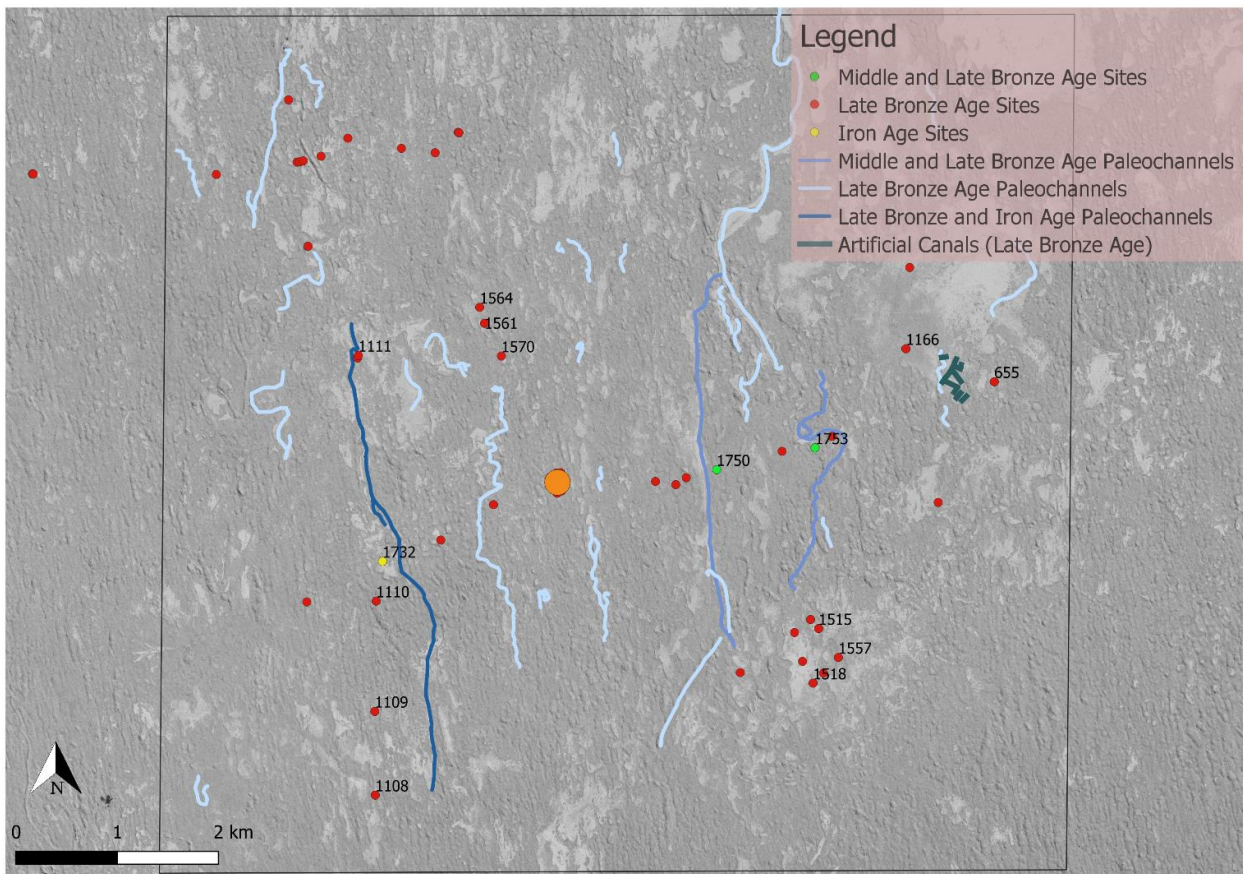 Legend
Middle and Late Bronze Age Sites
Late Bronze Age Sites
Iron Age Sites
Middle and Late Bronze Age Paleochannels
Late Bronze Age Paleochannels
Late Bronze and Iron Age Paleochannels
Artificial Canals (Late Bronze Age)
1564
1561
1570
1111
1166
655
1753
1750
1732
1110
1515
1557
1518
1109
1108
N
0 1 2 km